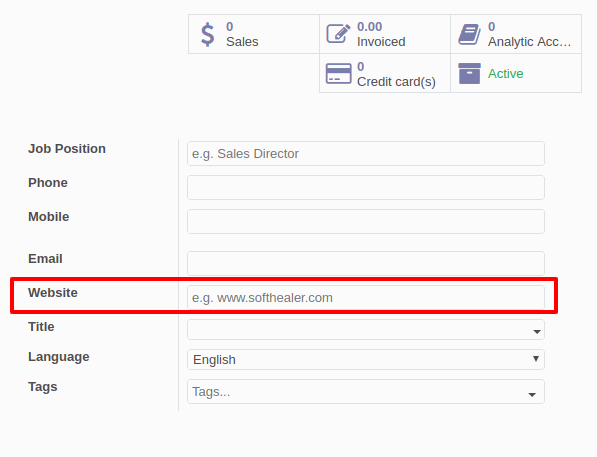 0
Sales
0.00
Invoiced
0
Analytic Acc...
0
Credit card(s)
Active
Job Position
e.g. Sales Director
Phone
Mobile
Email
Website
e.g. www.softhealer.com
Title
Language
English
Tags
Tags...